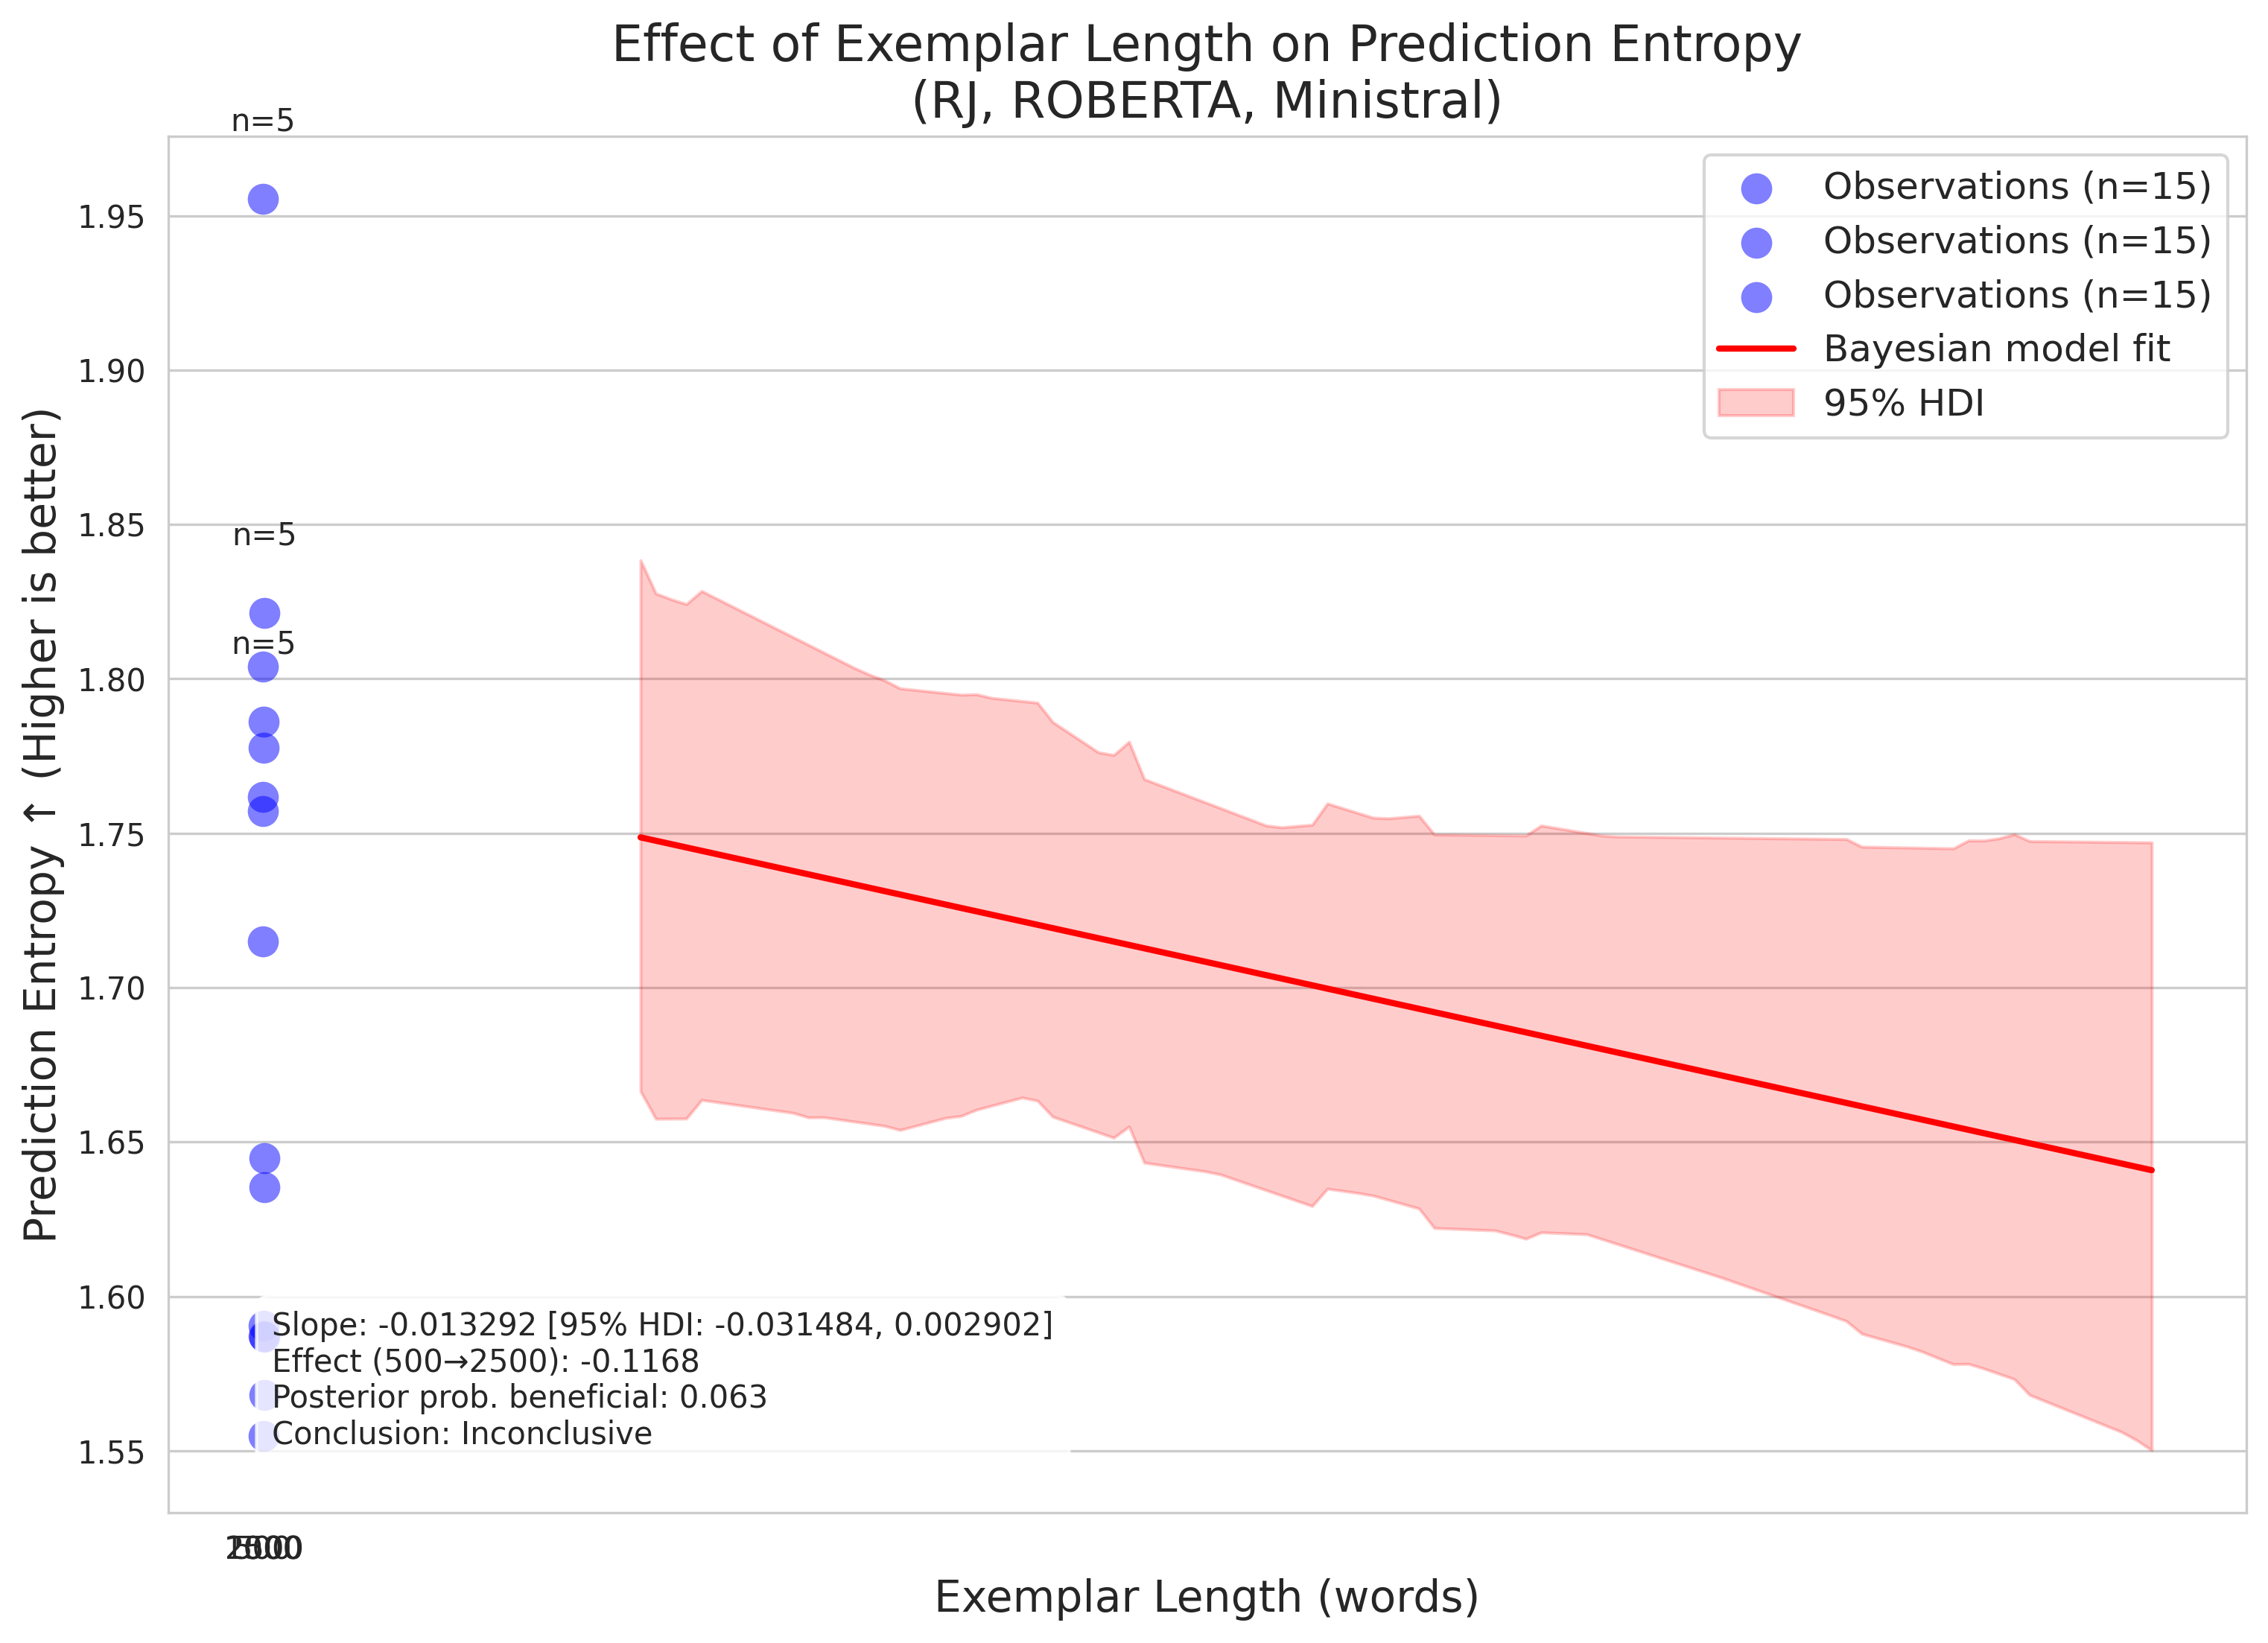 Effect of Exemplar Length on Prediction Entropy
(RJ, ROBERTA, Ministral)
n=5
n=5
n=5
Observations (n=15)
Observations (n=15)
Observations (n=15)
Bayesian model fit
95% HDI
Prediction Entropy ↑ (Higher is better)
1.95
1.90
1.85
1.80
1.75
1.70
1.65
1.60
1.55
Slope: -0.013292 [95% HDI: -0.031484, 0.002902]
Effect (500→2500): -0.1168
Posterior prob. beneficial: 0.063
Conclusion: Inconclusive
Exemplar Length (words)